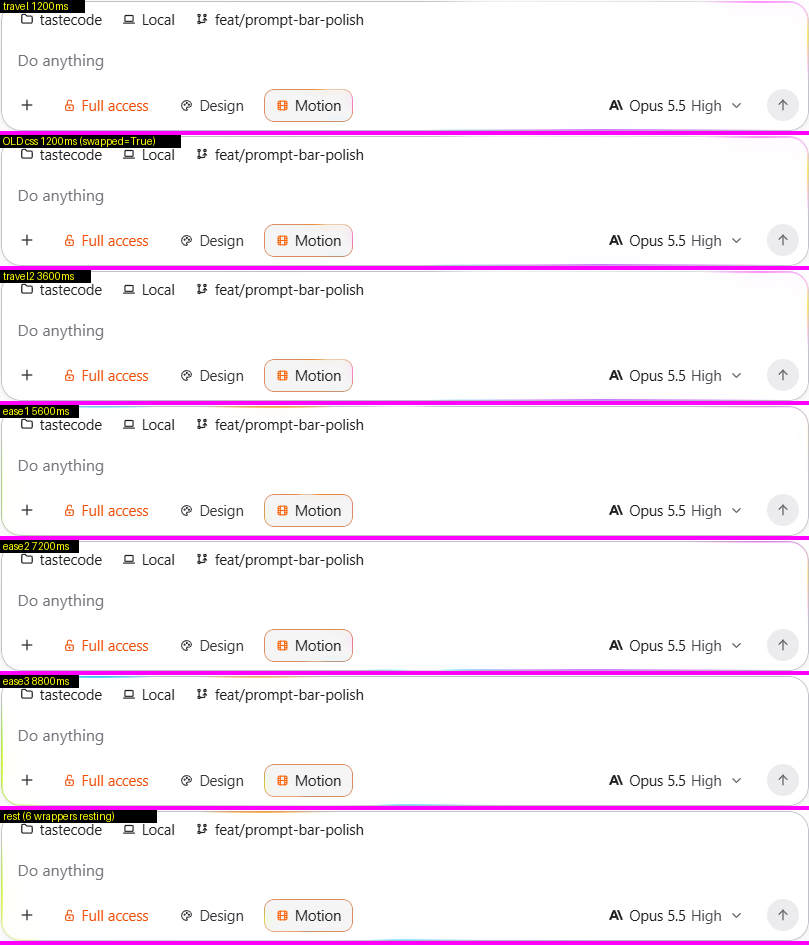 travel 1200ms
tastecode Local feat/prompt-bar-polish
Do anything
+ Full access Design Motion Opus 5.5 High
OLD css 1200ms (swapped=True)
tastecode Local feat/prompt-bar-polish
Do anything
+ Full access Design Motion Opus 5.5 High
travel2 3600ms
tastecode Local feat/prompt-bar-polish
Do anything
+ Full access Design Motion Opus 5.5 High
ease1 5600ms
tastecode Local feat/prompt-bar-polish
Do anything
+ Full access Design Motion Opus 5.5 High
ease2 7200ms
tastecode Local feat/prompt-bar-polish
Do anything
+ Full access Design Motion Opus 5.5 High
ease3 8800ms
tastecode Local feat/prompt-bar-polish
Do anything
+ Full access Design Motion Opus 5.5 High
rest (6 wrappers resting)
tastecode Local feat/prompt-bar-polish
Do anything
+ Full access Design Motion Opus 5.5 High